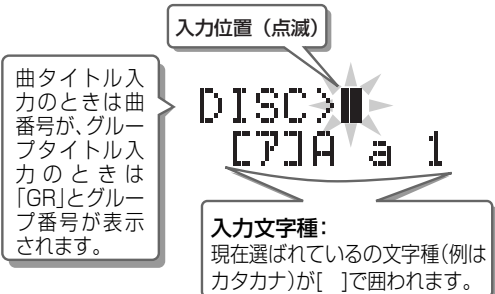 入力位置（点滅）
曲タイトル入
力のときは曲
番号が、グルー
プタイトル入
力のときは
「GR」とグルー
プ番号が表示
されます。
DISC>
[ア]A a 1
入力文字種：
現在選ばれているの文字種（例は
カタカナ）が[　]で囲われます。